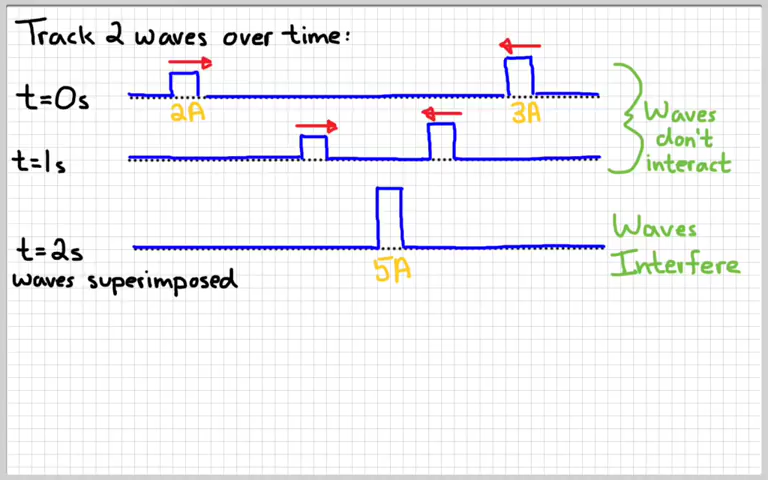 Track 2 waves over time:
t=0s
2A
3A
Waves
don't
interact
t=1s
t=2s
waves superimposed
5A
Waves
Interfere